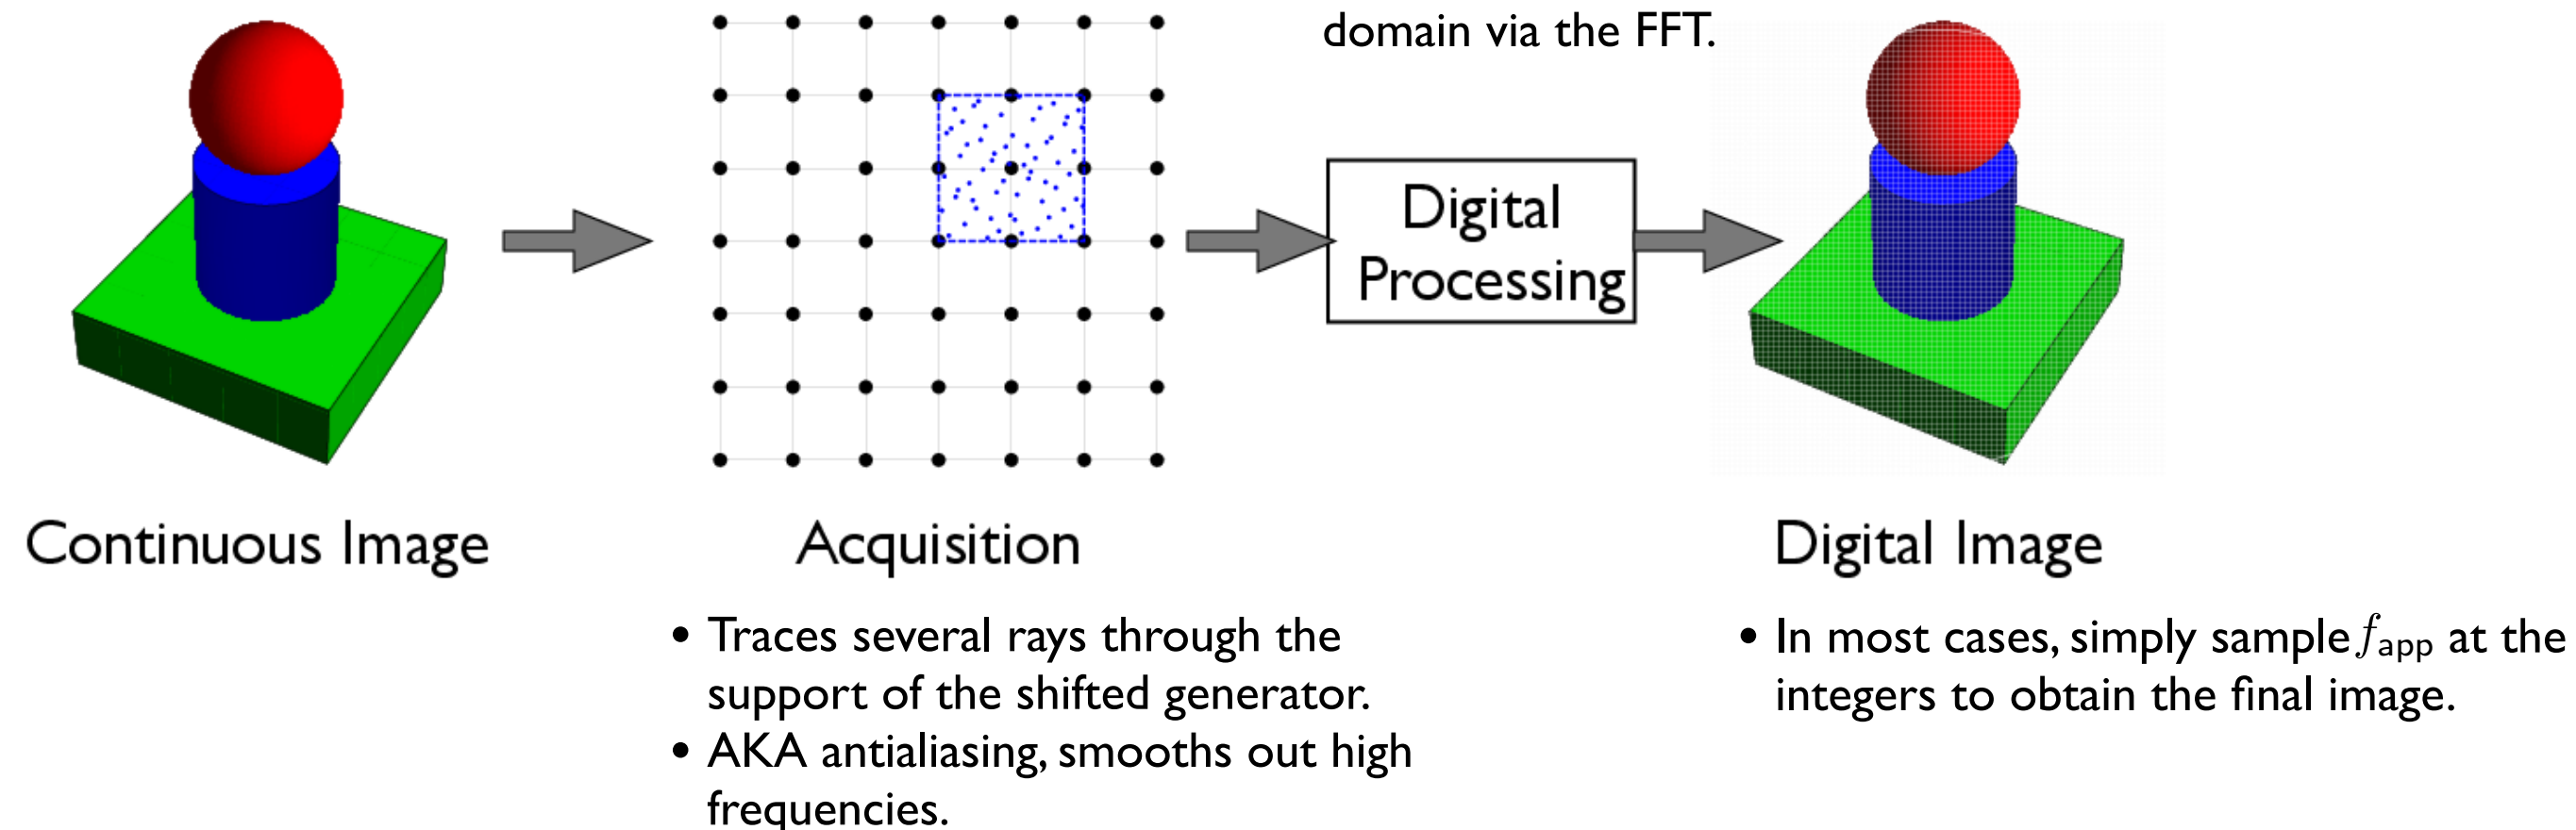 domain via the FFT.
Digital
Processing
Continuous Image
Acquisition
Digital Image
• Traces several rays through the
support of the shifted generator.
• AKA antialiasing, smooths out high
frequencies.
• In most cases, simply sample f_app at the
integers to obtain the final image.